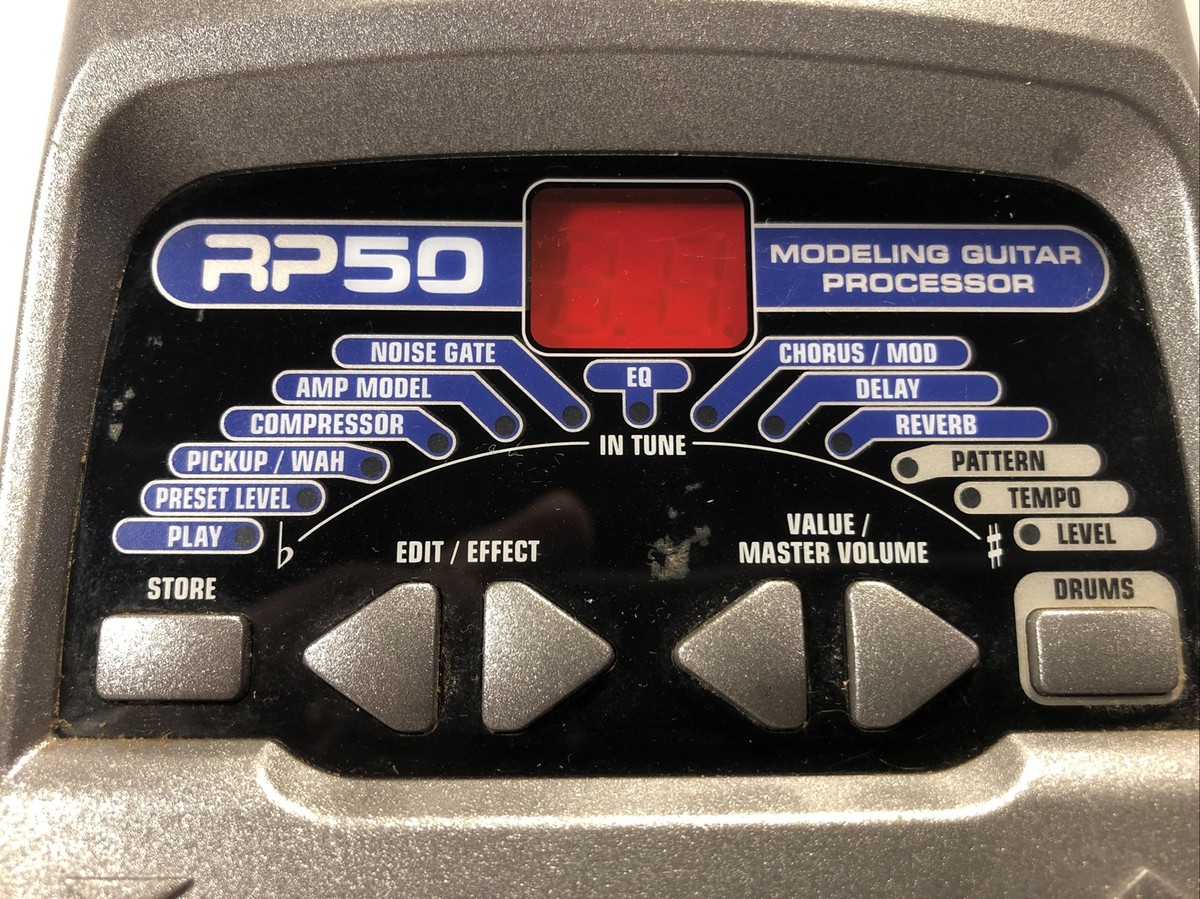 RP50
MODELING GUITAR
PROCESSOR
NOISE GATE
EQ
CHORUS / MOD
AMP MODEL
DELAY
COMPRESSOR
REVERB
IN TUNE
PICKUP / WAH
PATTERN
PRESET LEVEL
TEMPO
PLAY
♭
♯
LEVEL
EDIT / EFFECT
VALUE /
MASTER VOLUME
STORE
DRUMS